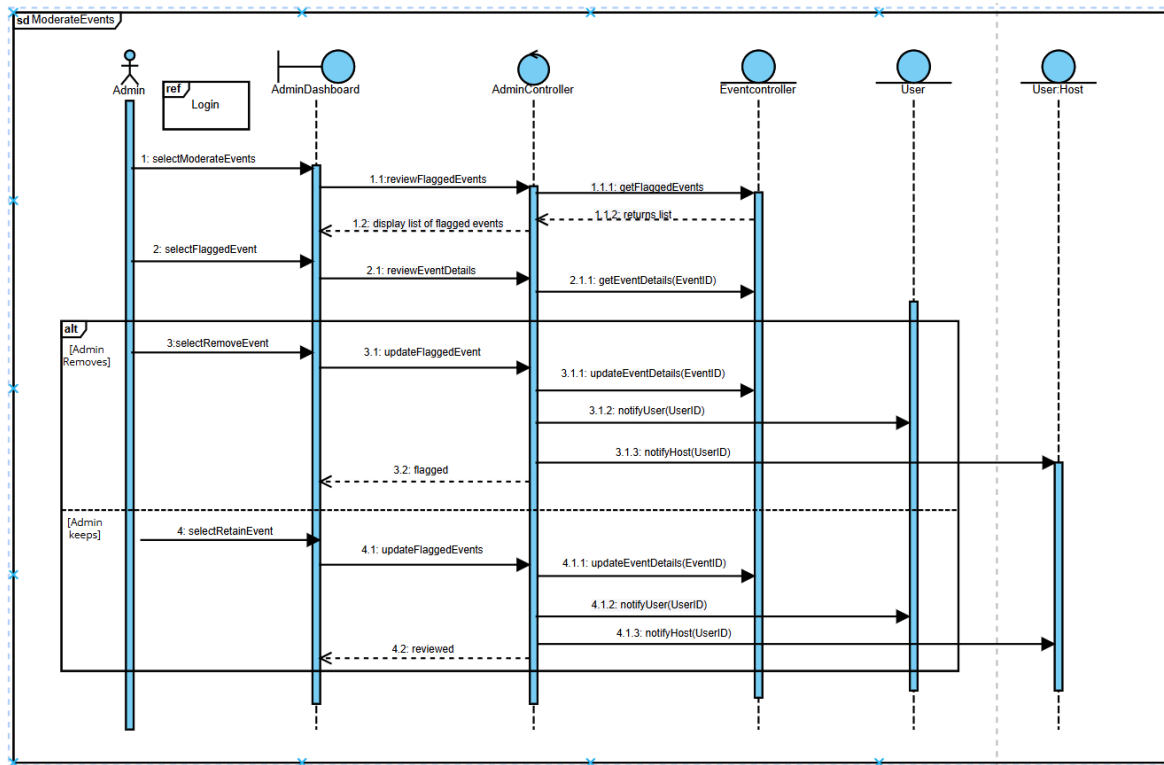 sd ModerateEvents
Admin
ref
Login
AdminDashboard
AdminController
Eventcontroller
User
User:Host
1: selectModerateEvents
1.1:reviewFlaggedEvents
1.1.1: getFlaggedEvents
1.1.2: returns list
1.2: display list of flagged events
2: selectFlaggedEvent
2.1: reviewEventDetails
2.1.1: getEventDetails(EventID)
alt
[Admin
Removes]
3:selectRemoveEvent
3.1: updateFlaggedEvent
3.1.1: updateEventDetails(EventID)
3.1.2: notifyUser(UserID)
3.1.3: notifyHost(UserID)
3.2: flagged
[Admin
keeps]
4: selectRetainEvent
4.1: updateFlaggedEvents
4.1.1: updateEventDetails(EventID)
4.1.2: notifyUser(UserID)
4.1.3: notifyHost(UserID)
4.2: reviewed